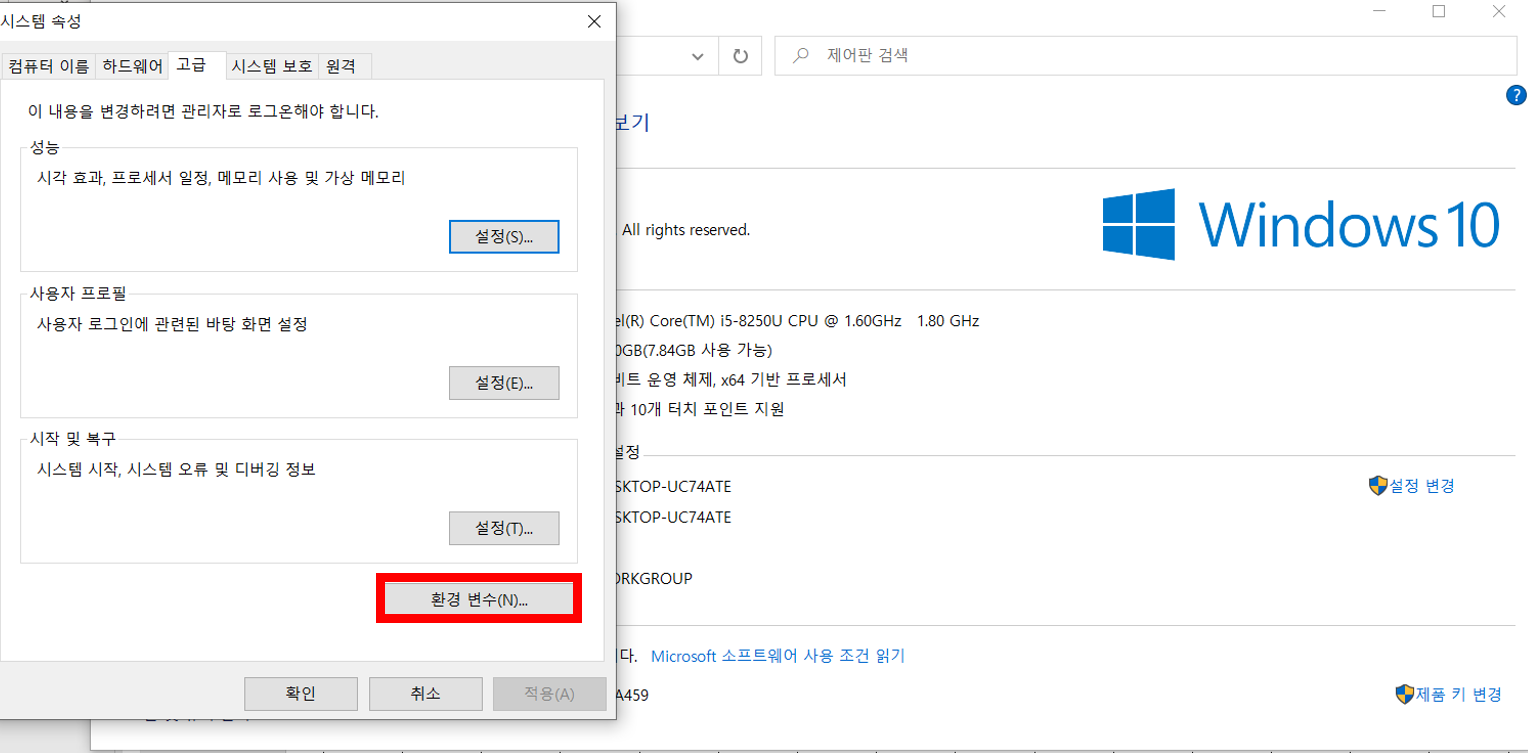 시스템 속성
컴퓨터 이름 하드웨어 고급 시스템 보호 원격
이 내용을 변경하려면 관리자로 로그온해야 합니다.
성능
시각 효과, 프로세서 일정, 메모리 사용 및 가상 메모리
설정(S)...
사용자 프로필
사용자 로그인에 관련된 바탕 화면 설정
설정(E)...
시작 및 복구
시스템 시작, 시스템 오류 및 디버깅 정보
설정(T)...
환경 변수(N)...
확인 취소 적용(A)
제어판 검색
?
보기
All rights reserved.
Windows 10
el(R) Core(TM) i5-8250U CPU @ 1.60GHz 1.80 GHz
0GB(7.84GB 사용 가능)
비트 운영 체제, x64 기반 프로세서
과 10개 터치 포인트 지원
설정
SKTOP-UC74ATE
설정 변경
SKTOP-UC74ATE
ORKGROUP
다. Microsoft 소프트웨어 사용 조건 읽기
A459
제품 키 변경